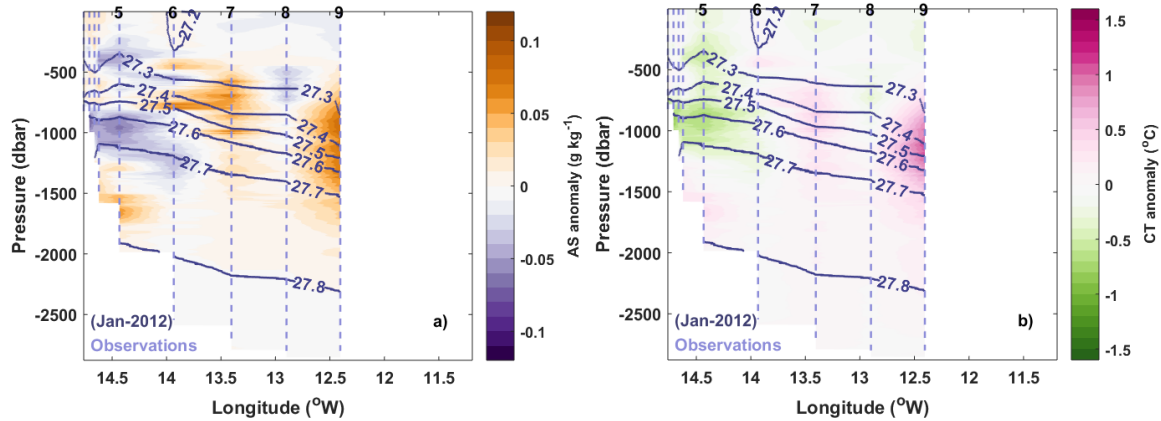 5 6 7 8 9
27.2
27.3 27.3
27.4 27.4
27.5 27.5
27.6 27.6
27.7 27.7
27.8
-500
-1000
-1500
-2000
-2500
Pressure (dbar)
(Jan-2012)
Observations
a)
14.5 14 13.5 13 12.5 12 11.5
Longitude (°W)
0.1
0.05
0
-0.05
-0.1
AS anomaly (g kg⁻¹)
5 6 7 8 9
27.2
27.3 27.3
27.4 27.4
27.5 27.5
27.6 27.6
27.7 27.7
27.8
-500
-1000
-1500
-2000
-2500
Pressure (dbar)
(Jan-2012)
Observations
b)
14.5 14 13.5 13 12.5 12 11.5
Longitude (°W)
1.5
1
0.5
0
-0.5
-1
-1.5
CT anomaly (°C)